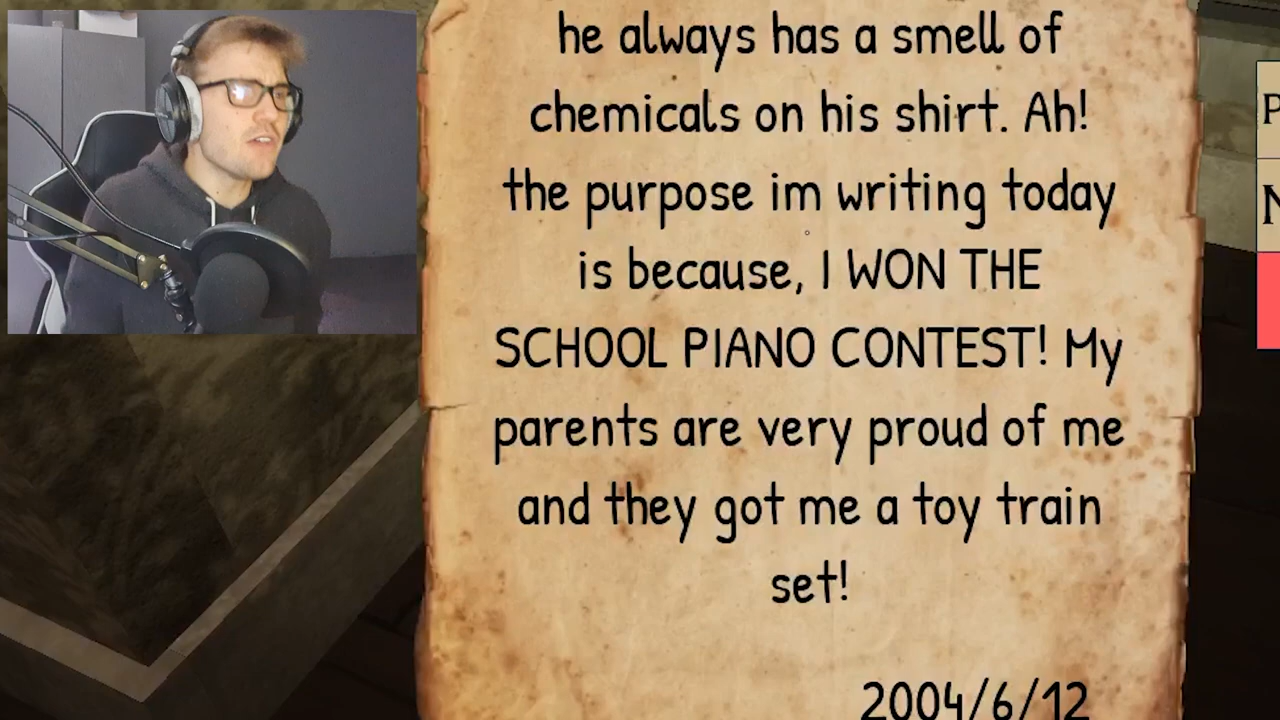 he always has a smell of
chemicals on his shirt. Ah!
the purpose im writing today
is because, I WON THE
SCHOOL PIANO CONTEST! My
parents are very proud of me
and they got me a toy train
set!
2004/6/12